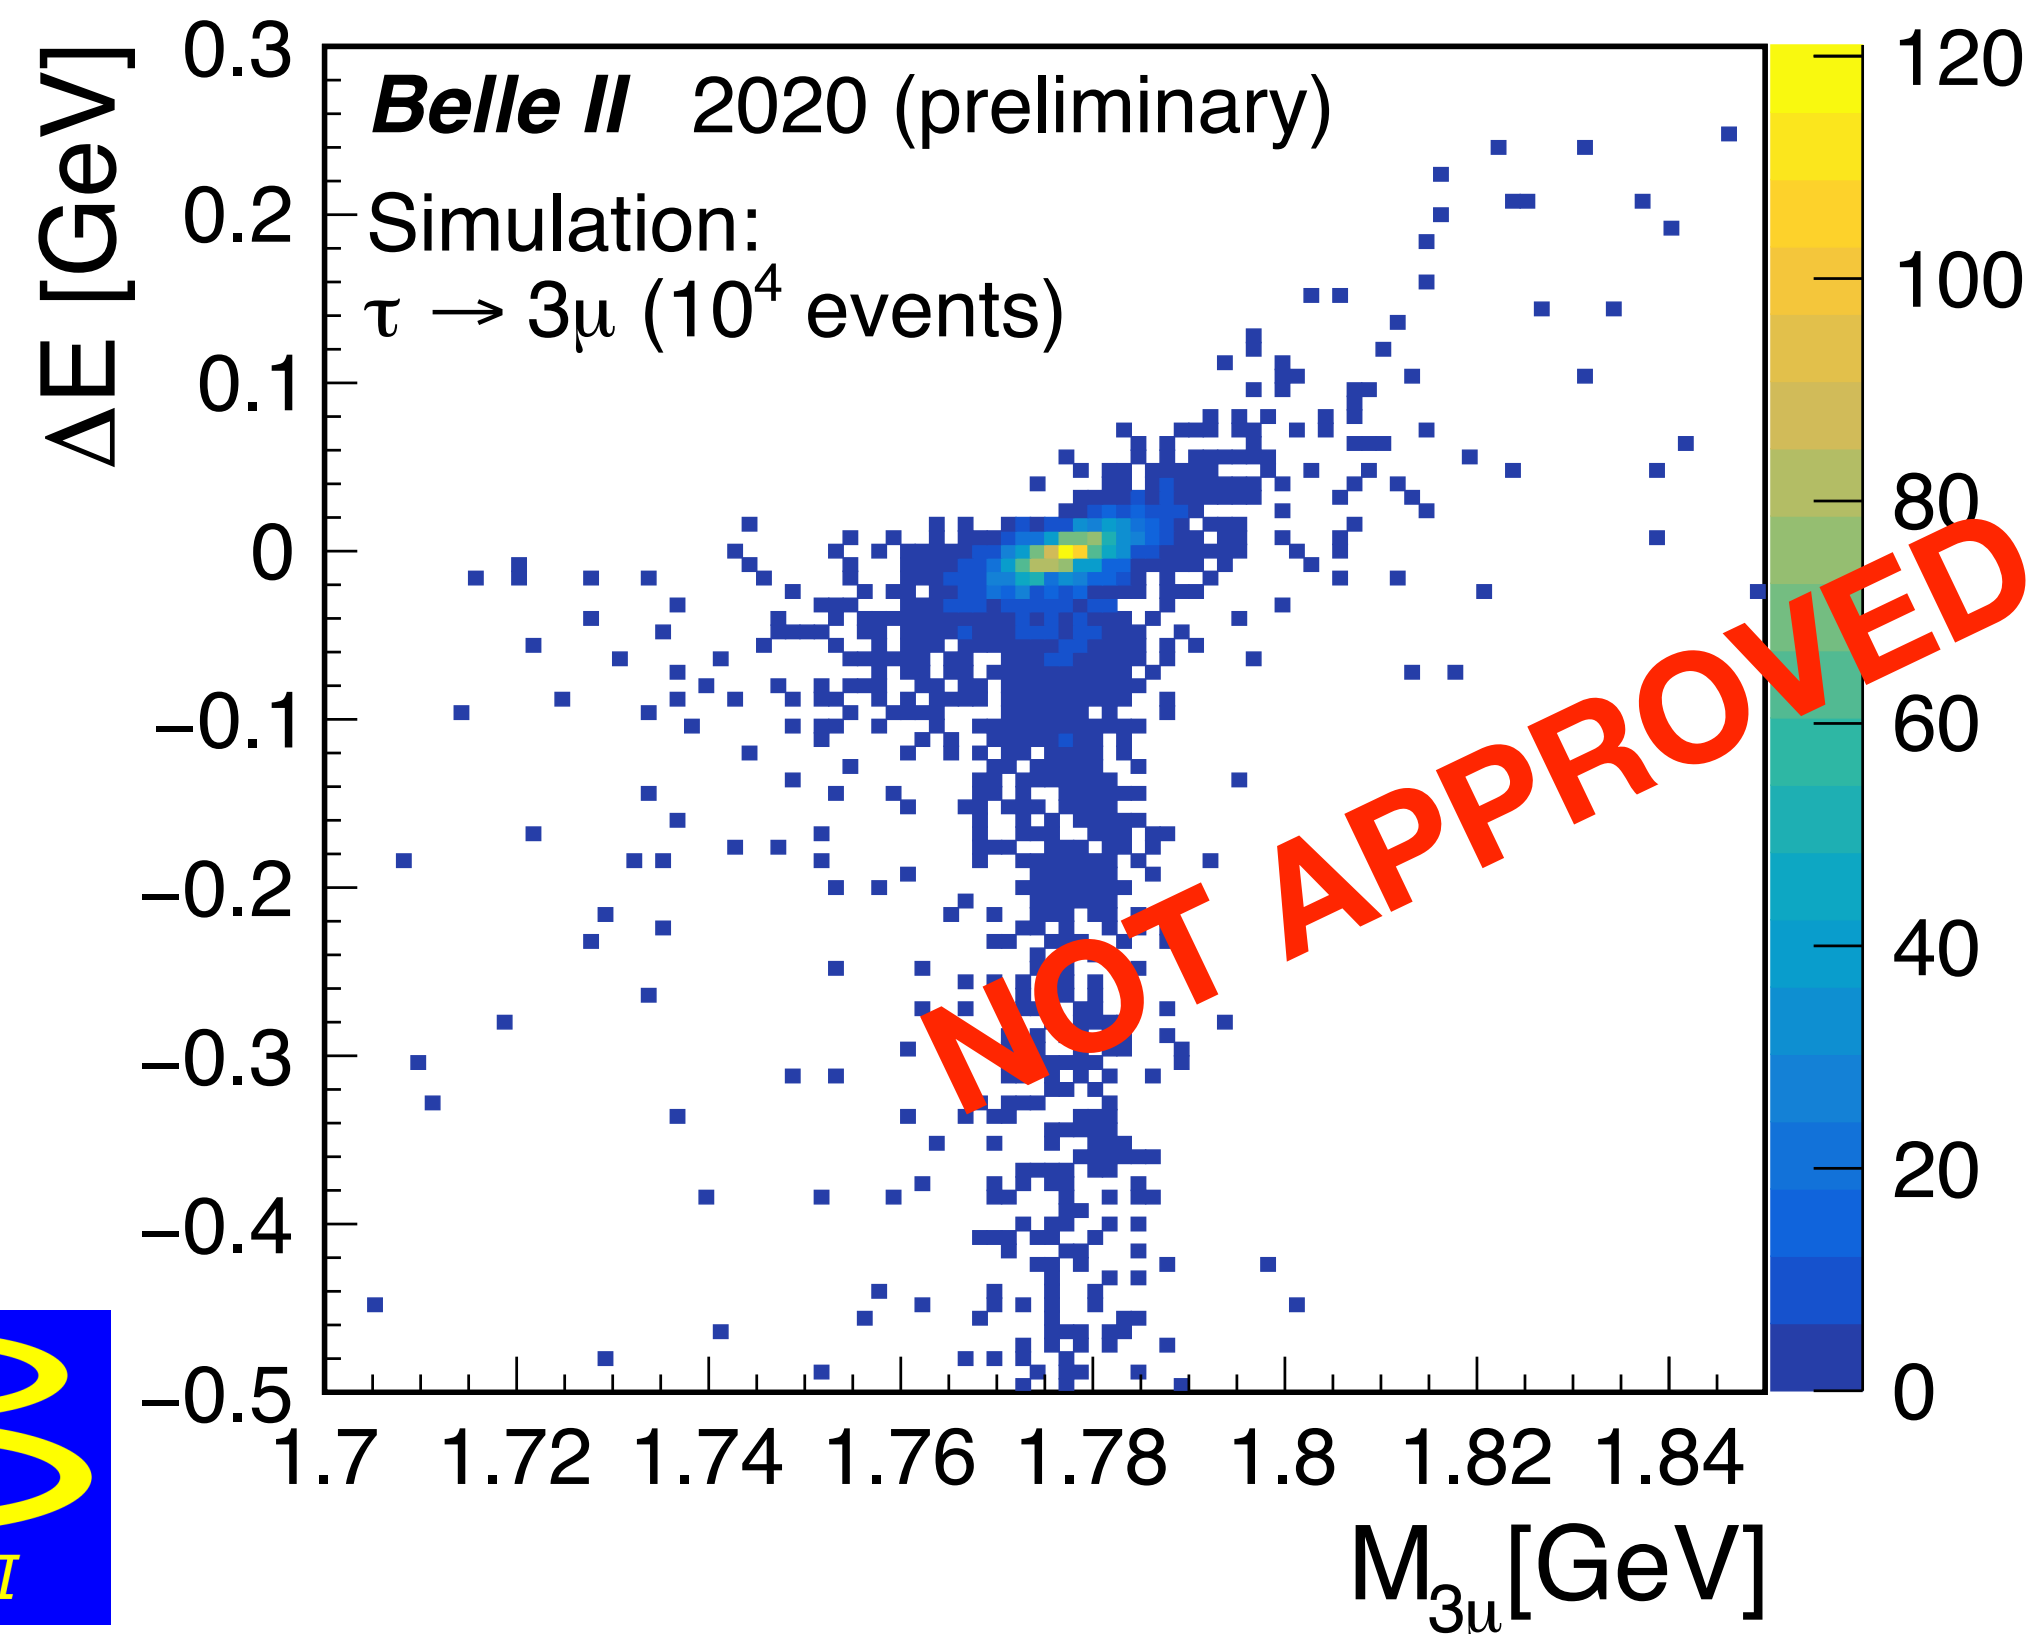 ΔE [GeV]
0.3
0.2
0.1
0
−0.1
−0.2
−0.3
−0.4
−0.5
Belle II 2020 (preliminary)
Simulation:
τ → 3μ (10⁴ events)
120
100
80
60
40
20
0
NOT APPROVED
1.7 1.72 1.74 1.76 1.78 1.8 1.82 1.84
M₃μ [GeV]
I